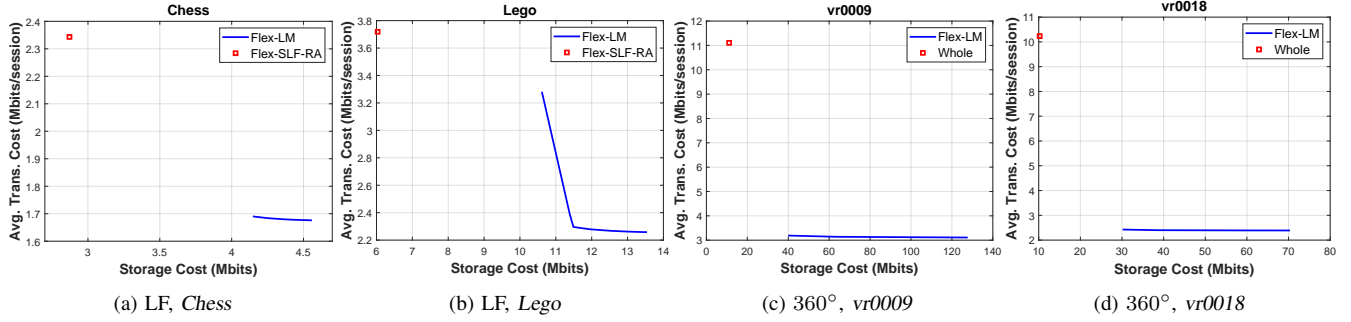 Chess
Avg. Trans. Cost (Mbits/session)
2.4
2.3
2.2
2.1
2
1.9
1.8
1.7
1.6
Flex-LM
Flex-SLF-RA
3
3.5
4
4.5
Storage Cost (Mbits)
(a) LF, Chess
Lego
Avg. Trans. Cost (Mbits/session)
3.8
3.6
3.4
3.2
3
2.8
2.6
2.4
2.2
Flex-LM
Flex-SLF-RA
6
7
8
9
10
11
12
13
14
Storage Cost (Mbits)
(b) LF, Lego
vr0009
Avg. Trans. Cost (Mbits/session)
12
11
10
9
8
7
6
5
4
3
Flex-LM
Whole
0
20
40
60
80
100
120
140
Storage Cost (Mbits)
(c) 360°, vr0009
vr0018
Avg. Trans. Cost (Mbits/session)
11
10
9
8
7
6
5
4
3
2
Flex-LM
Whole
10
20
30
40
50
60
70
80
Storage Cost (Mbits)
(d) 360°, vr0018